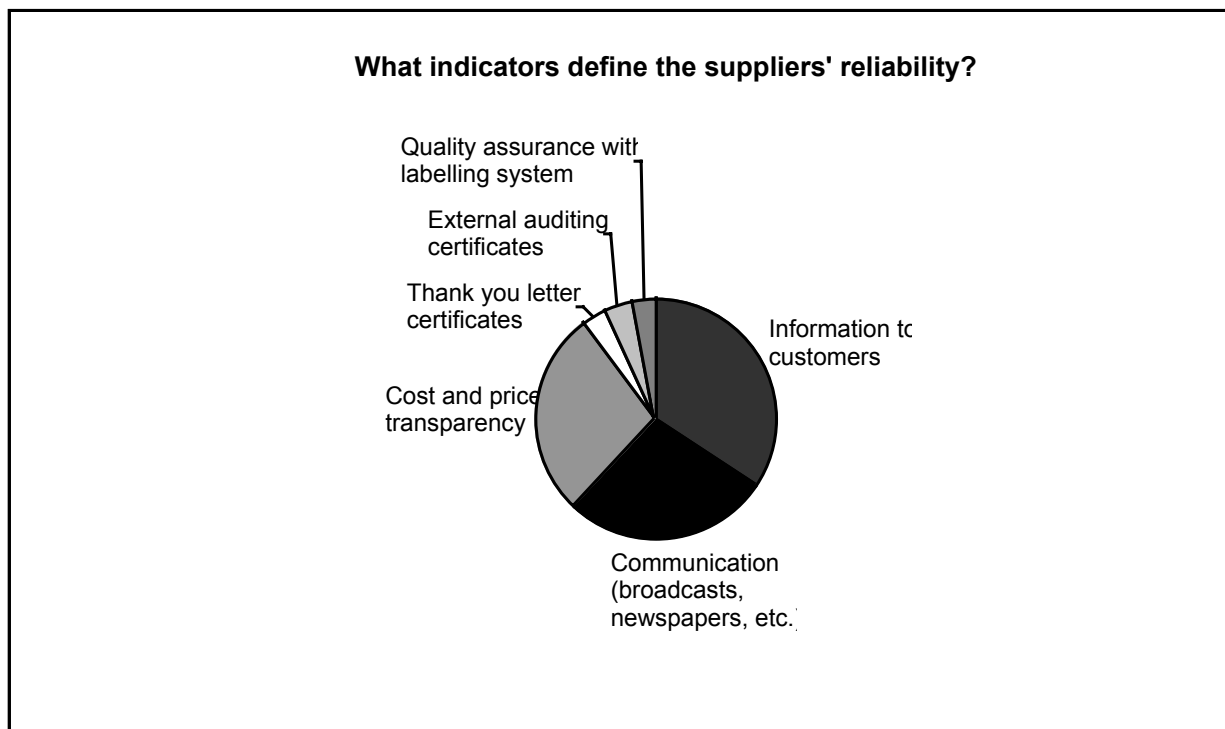 What indicators define the suppliers' reliability?
Quality assurance with
labelling system
External auditing
certificates
Thank you letter
certificates
Cost and price
transparency
Information to
customers
Communication
(broadcasts,
newspapers, etc.)